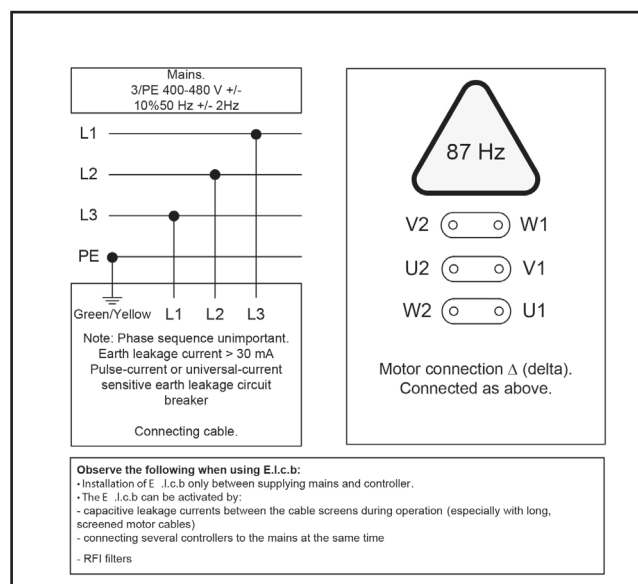 Mains.
3/PE 400-480 V +/-
10%50 Hz +/- 2Hz
L1
L2
L3
PE
Green/Yellow L1 L2 L3
Note: Phase sequence unimportant.
Earth leakage current > 30 mA
Pulse-current or universal-current
sensitive earth leakage circuit
breaker
Connecting cable.
87 Hz
V2 W1
U2 V1
W2 U1
Motor connection Δ (delta).
Connected as above.
Observe the following when using E.l.c.b:
• Installation of E .l.c.b only between supplying mains and controller.
• The E .l.c.b can be activated by:
- capacitive leakage currents between the cable screens during operation (especially with long,
screened motor cables)
- connecting several controllers to the mains at the same time
- RFI filters